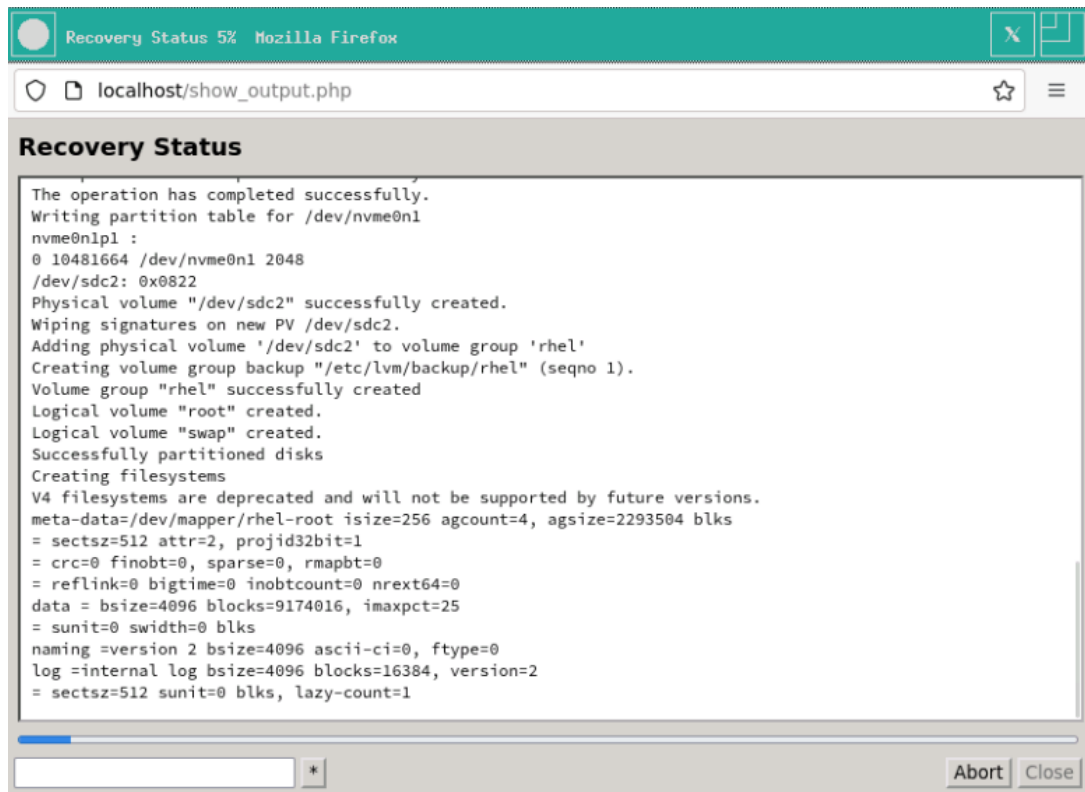 Recovery Status 5% Mozilla Firefox
X
localhost/show_output.php
Recovery Status
The operation has completed successfully.
Writing partition table for /dev/nvme0n1
nvme0n1p1 :
0 10481664 /dev/nvme0n1 2048
/dev/sdc2: 0x0822
Physical volume "/dev/sdc2" successfully created.
Wiping signatures on new PV /dev/sdc2.
Adding physical volume '/dev/sdc2' to volume group 'rhel'
Creating volume group backup "/etc/lvm/backup/rhel" (seqno 1).
Volume group "rhel" successfully created
Logical volume "root" created.
Logical volume "swap" created.
Successfully partitioned disks
Creating filesystems
V4 filesystems are deprecated and will not be supported by future versions.
meta-data=/dev/mapper/rhel-root isize=256 agcount=4, agsize=2293504 blks
= sectsz=512 attr=2, projid32bit=1
= crc=0 finobt=0, sparse=0, rmapbt=0
= reflink=0 bigtime=0 inobtcount=0 nrext64=0
data = bsize=4096 blocks=9174016, imaxpct=25
= sunit=0 swidth=0 blks
naming =version 2 bsize=4096 ascii-ci=0, ftype=0
log =internal log bsize=4096 blocks=16384, version=2
= sectsz=512 sunit=0 blks, lazy-count=1
*
Abort Close